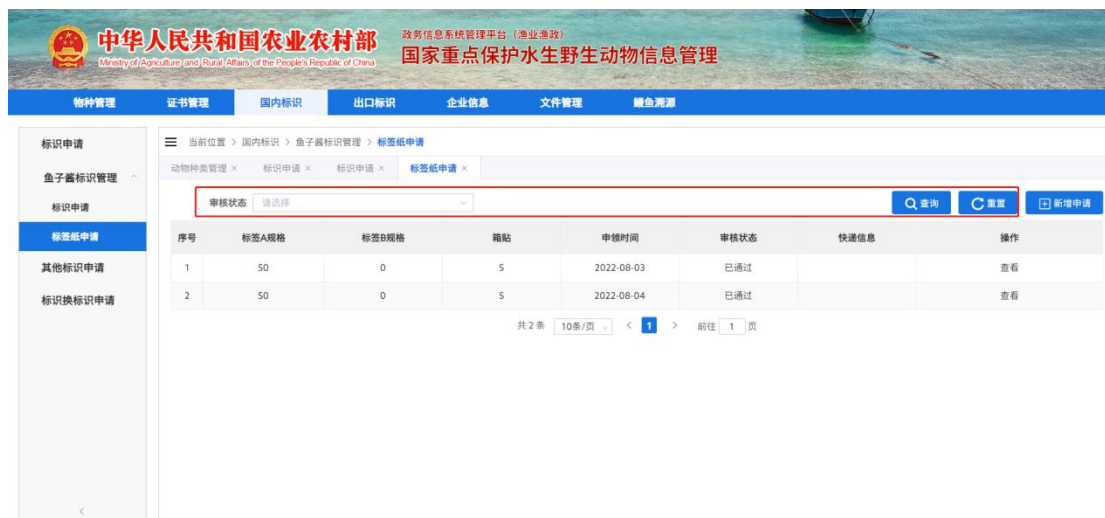 中华人民共和国农业农村部
Ministry of Agriculture and Rural Affairs of the People's Republic of China
政务信息系统管理平台（渔业渔政）
国家重点保护水生野生动物信息管理
物种管理 证书管理 国内标识 出口标识 企业信息 文件管理 鳗鱼溯源
标识申请
鱼子酱标识管理
标识申请
标签纸申请
其他标识申请
标识换标识申请
当前位置 > 国内标识 > 鱼子酱标识管理 > 标签纸申请
动物种类管理 × 标识申请 × 标识申请 × 标签纸申请 ×
审核状态 请选择 查询 重置 新增申请
序号 标签A规格 标签B规格 箱贴 申领时间 审核状态 快递信息 操作
1 50 0 5 2022-08-03 已通过 查看
2 50 0 5 2022-08-04 已通过 查看
共 2 条 10条/页 < 1 > 前往 1 页